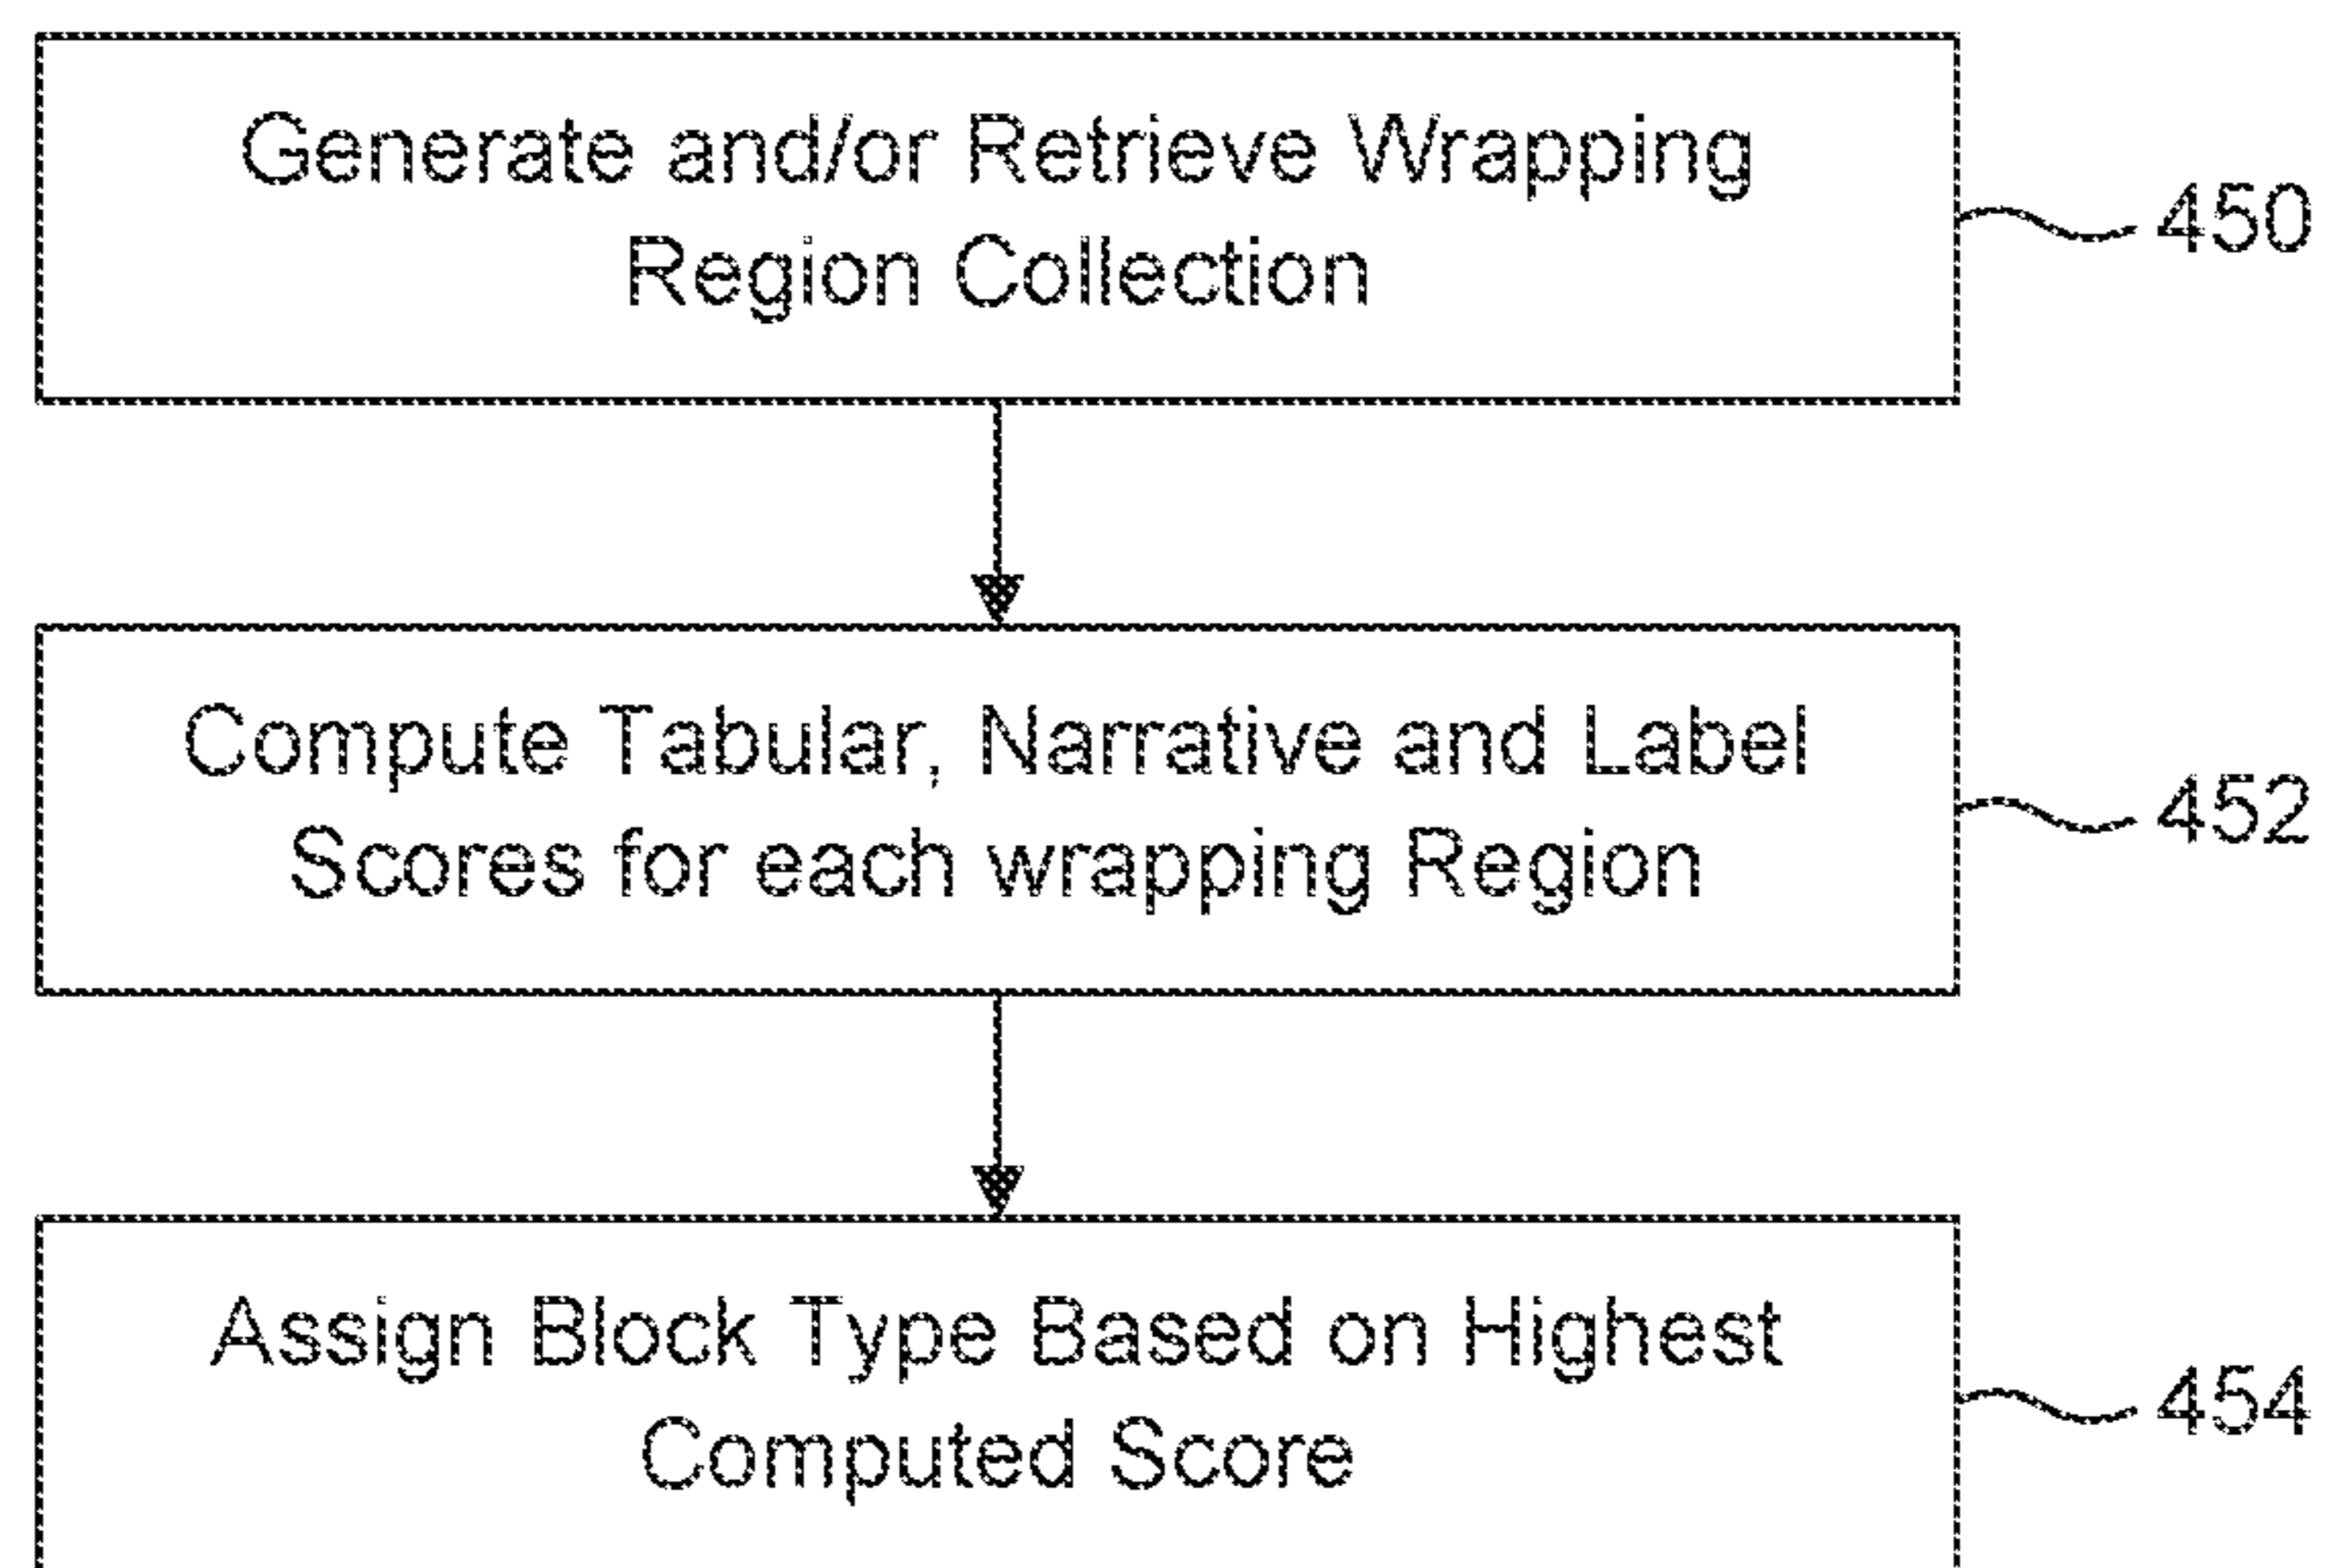 Generate and/or Retrieve Wrapping
Region Collection
450
Compute Tabular, Narrative and Label
Scores for each wrapping Region
452
Assign Block Type Based on Highest
Computed Score
454